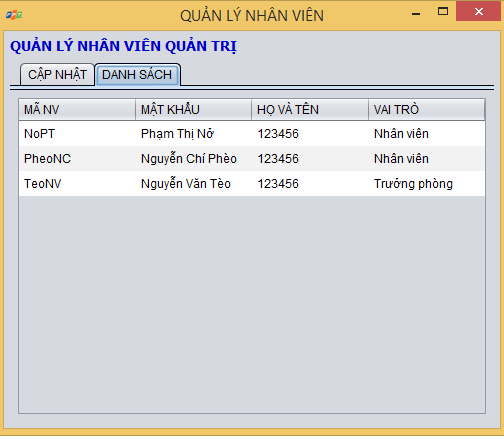 QUẢN LÝ NHÂN VIÊN
QUẢN LÝ NHÂN VIÊN QUẢN TRỊ
CẬP NHẬT DANH SÁCH
MÃ NV MẬT KHẨU HỌ VÀ TÊN VAI TRÒ
NoPT Phạm Thị Nở 123456 Nhân viên
PheoNC Nguyễn Chí Phèo 123456 Nhân viên
TeoNV Nguyễn Văn Tèo 123456 Trưởng phòng